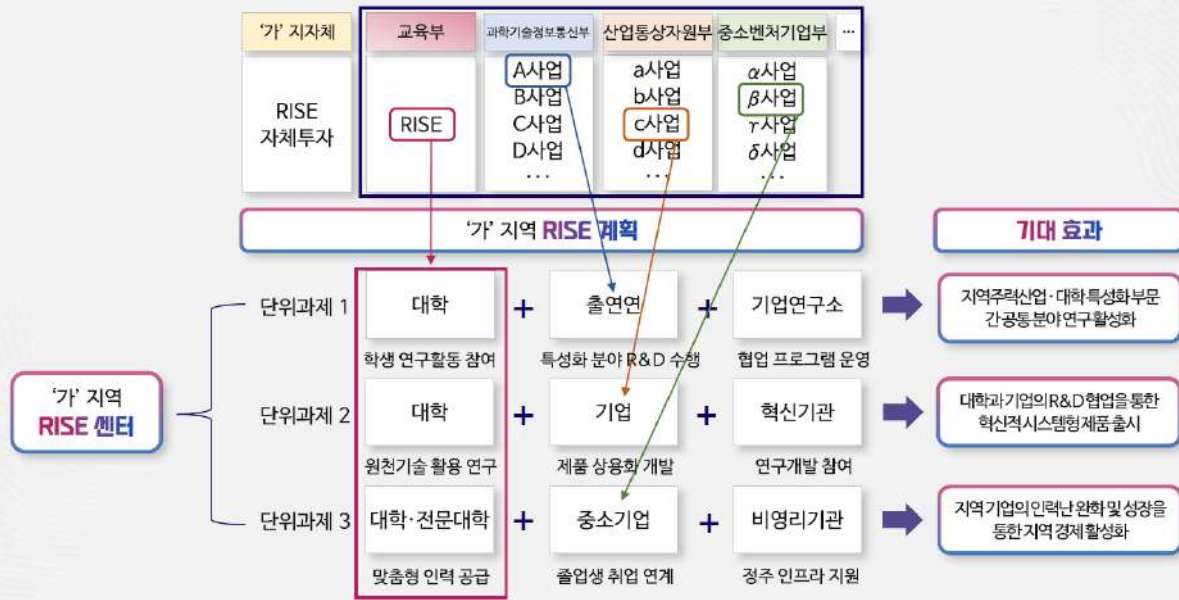 '가' 지자체
교육부
과학기술정보통신부
산업통상자원부
중소벤처기업부
...
RISE
자체투자
RISE
A사업
B사업
C사업
D사업
...
a사업
b사업
c사업
d사업
...
α사업
β사업
γ사업
δ사업
...
'가' 지역 RISE 계획
기대 효과
'가' 지역
RISE 센터
단위과제 1
대학
+
출연연
+
기업연구소
지역주력산업·대학 특성화 부문
간 공통 분야 연구 활성화
학생 연구활동 참여
특성화 분야 R&D 수행
협업 프로그램 운영
단위과제 2
대학
+
기업
+
혁신기관
대학과 기업의 R&D 협업을 통한
혁신적 시스템형 제품 출시
원천기술 활용 연구
제품 상용화 개발
연구개발 참여
단위과제 3
대학·전문대학
+
중소기업
+
비영리기관
지역 기업의 인력난 완화 및 성장을
통한 지역 경제 활성화
맞춤형 인력 공급
졸업생 취업 연계
정주 인프라 지원